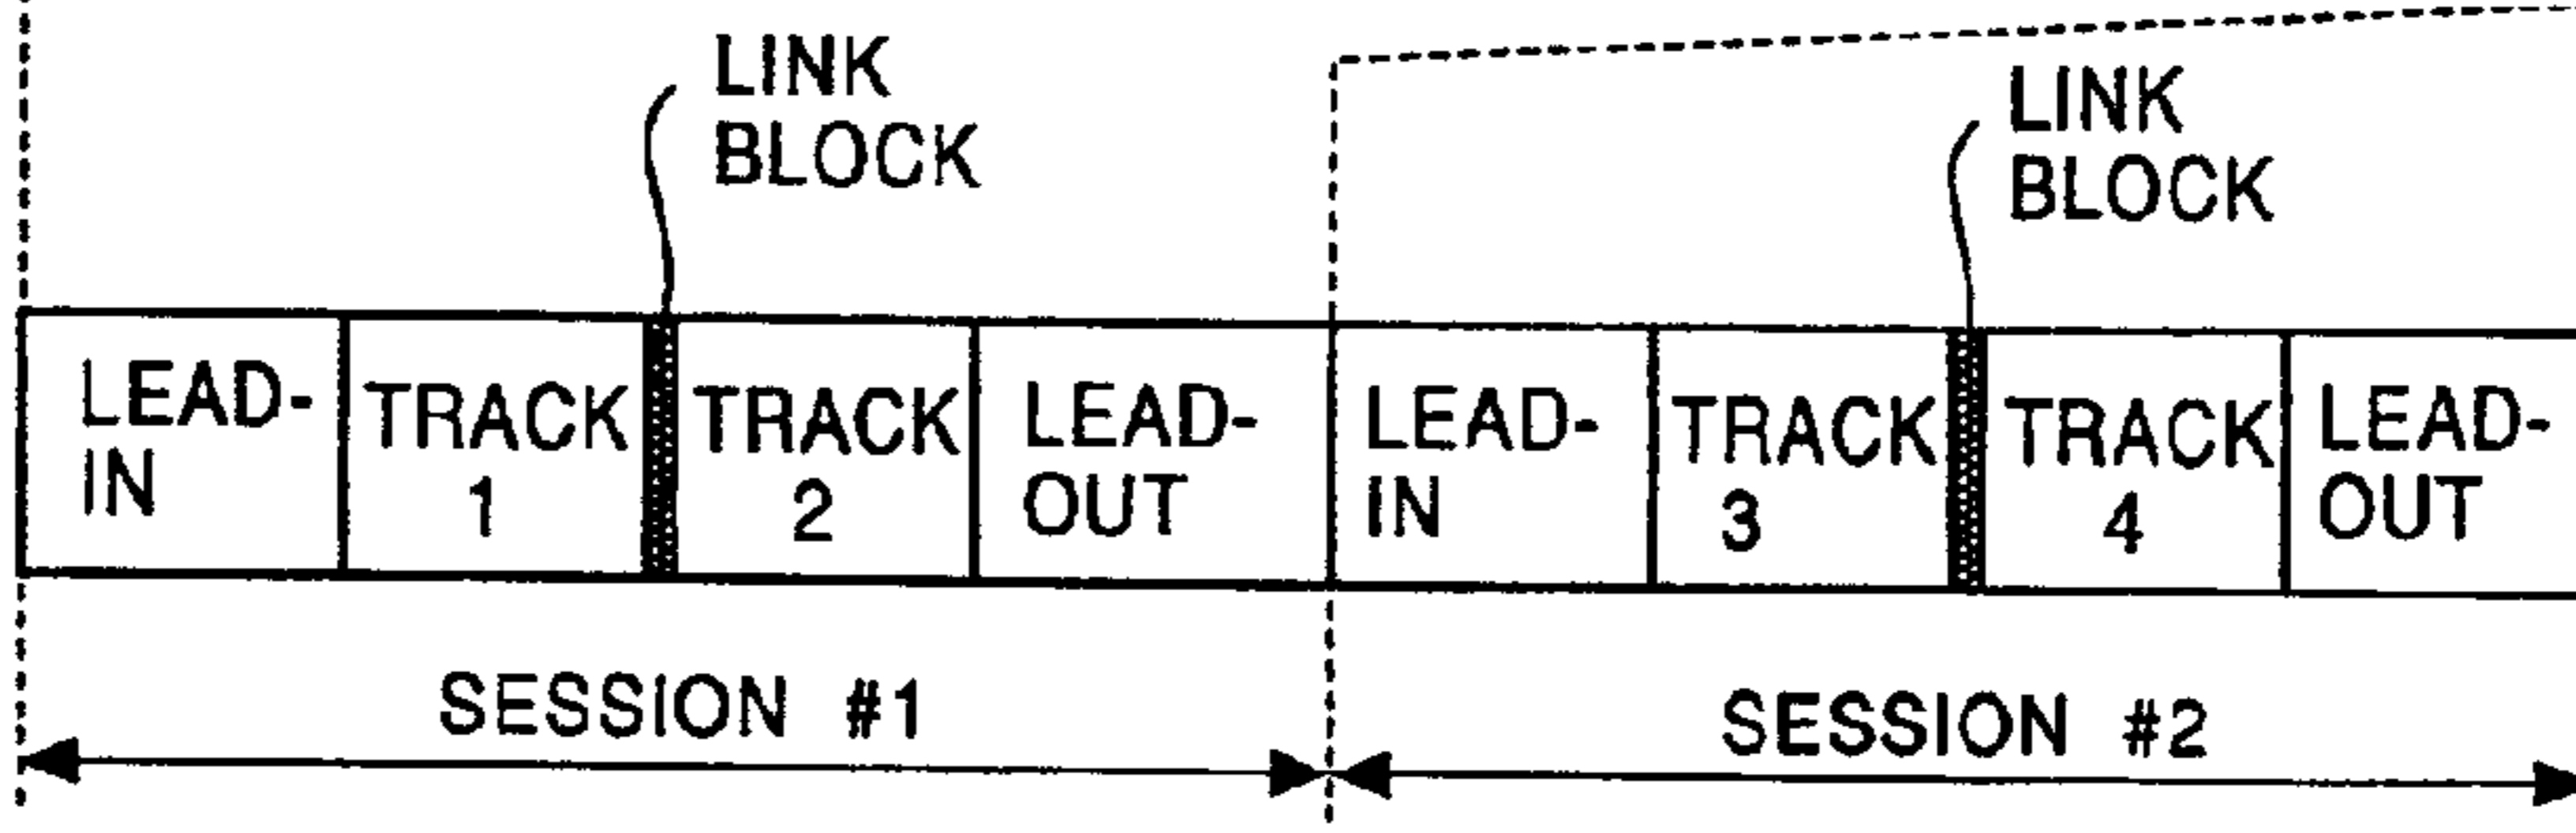 LINK
BLOCK
LINK
BLOCK
LEAD-
IN
TRACK
1
TRACK
2
LEAD-
OUT
LEAD-
IN
TRACK
3
TRACK
4
LEAD-
OUT
SESSION #1
SESSION #2